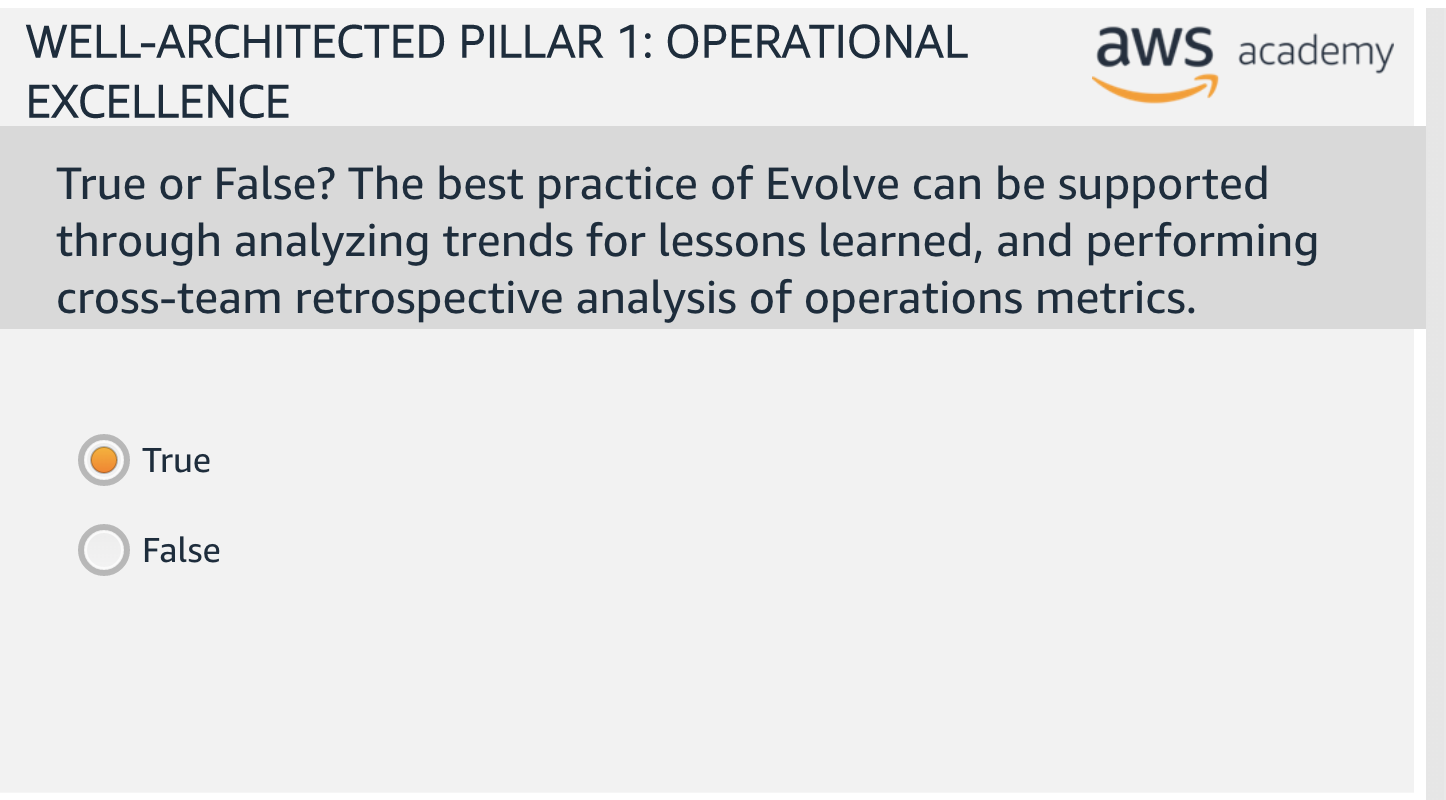 WELL-ARCHITECTED PILLAR 1: OPERATIONAL
EXCELLENCE
aws academy
True or False? The best practice of Evolve can be supported
through analyzing trends for lessons learned, and performing
cross-team retrospective analysis of operations metrics.
True
False